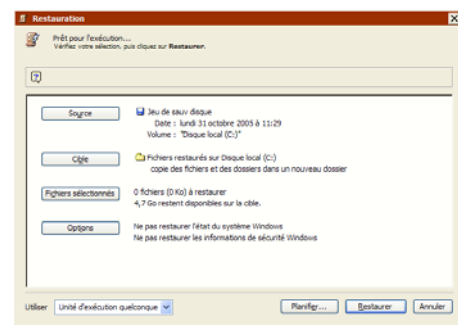 Restauration
Prêt pour l'exécution...
Vérifiez votre sélection, puis cliquez sur Restaurer.
Source
Jeu de sauv disque
Date : lundi 31 octobre 2005 à 11:29
Volume : "Disque local (C:)"
Cible
Fichiers restaurés sur Disque local (C:)
copie des fichiers et des dossiers dans un nouveau dossier
Fichiers sélectionnés
0 fichiers (0 Ko) à restaurer
4,7 Go restent disponibles sur la cible.
Options
Ne pas restaurer l'état du système Windows
Ne pas restaurer les informations de sécurité Windows
Utiliser
Unité d'exécution quelconque
Planifier...
Restaurer
Annuler